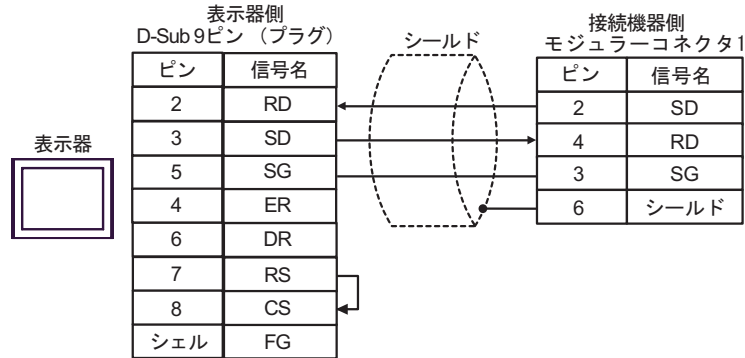 表示器側
D-Sub 9ピン （プラグ）
シールド
接続機器側
モジュラーコネクタ1
ピン 信号名
2 RD
3 SD
5 SG
4 ER
6 DR
7 RS
8 CS
シェル FG
表示器
ピン 信号名
2 SD
4 RD
3 SG
6 シールド